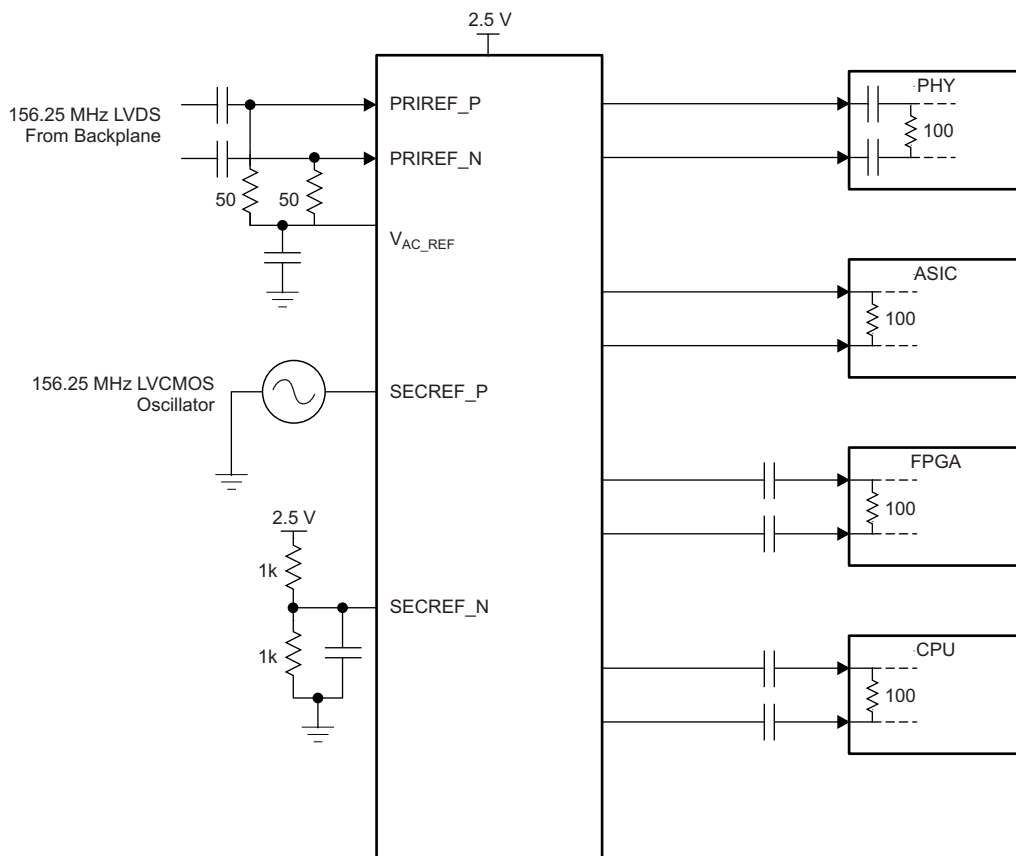 2.5 V
156.25 MHz LVDS
From Backplane
PRIREF_P
PRIREF_N
50
50
VAC_REF
156.25 MHz LVCMOS
Oscillator
SECREF_P
2.5 V
1k
SECREF_N
1k
PHY
100
ASIC
100
FPGA
100
CPU
100